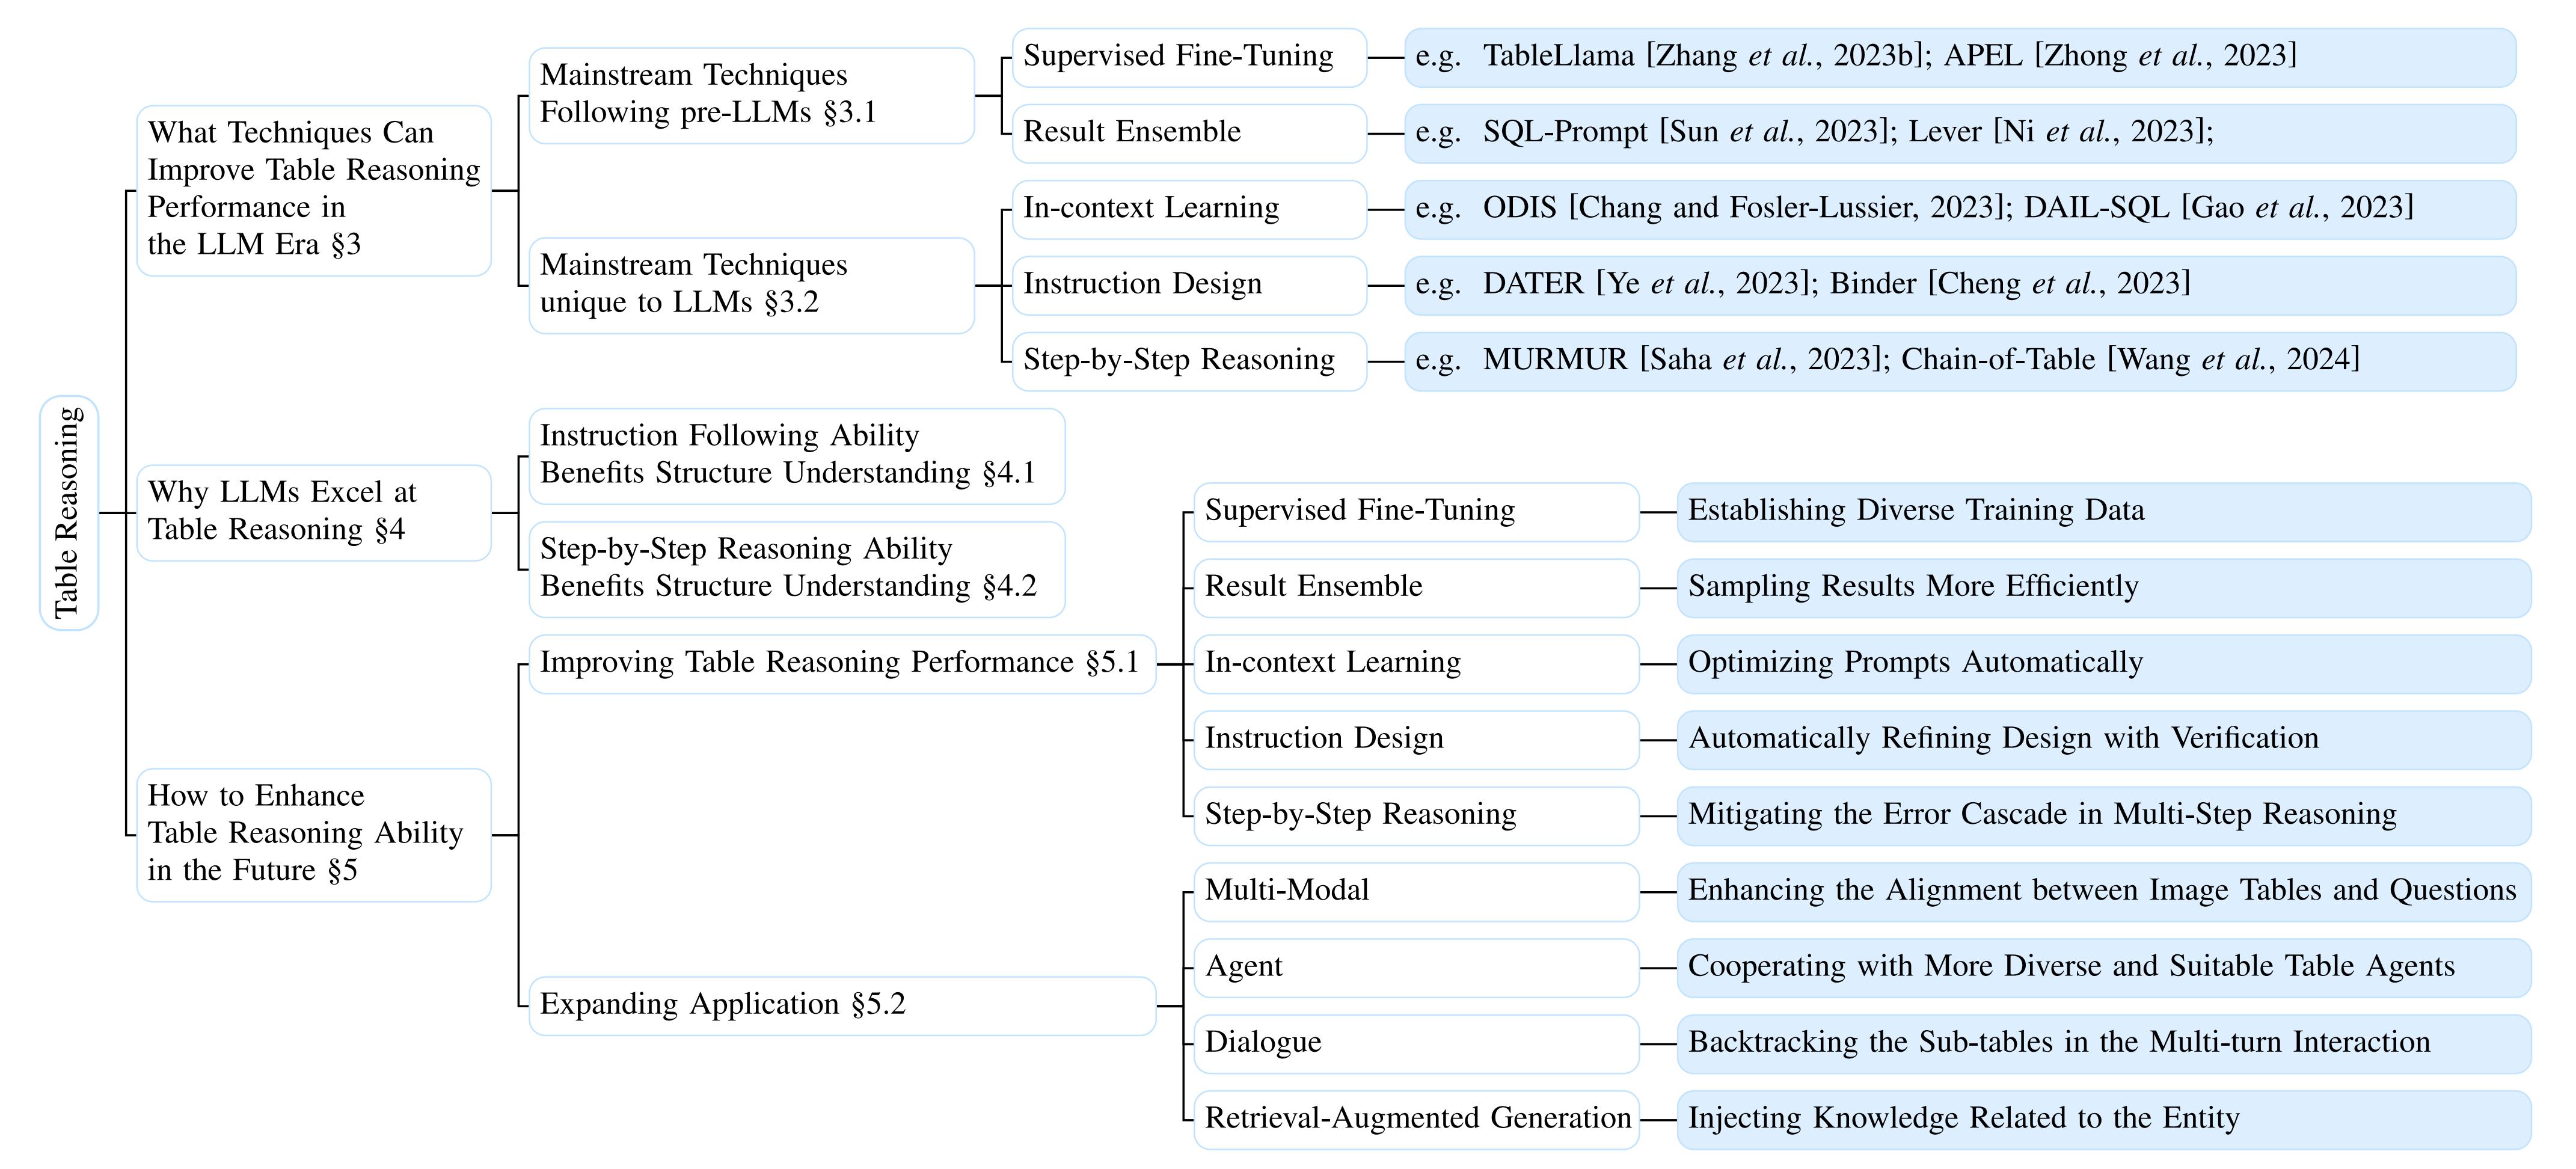 Table Reasoning
What Techniques Can
Improve Table Reasoning
Performance in
the LLM Era §3
Mainstream Techniques
Following pre-LLMs §3.1
Supervised Fine-Tuning
e.g. TableLlama [Zhang et al., 2023b]; APEL [Zhong et al., 2023]
Result Ensemble
e.g. SQL-Prompt [Sun et al., 2023]; Lever [Ni et al., 2023];
Mainstream Techniques
unique to LLMs §3.2
In-context Learning
e.g. ODIS [Chang and Fosler-Lussier, 2023]; DAIL-SQL [Gao et al., 2023]
Instruction Design
e.g. DATER [Ye et al., 2023]; Binder [Cheng et al., 2023]
Step-by-Step Reasoning
e.g. MURMUR [Saha et al., 2023]; Chain-of-Table [Wang et al., 2024]
Why LLMs Excel at
Table Reasoning §4
Instruction Following Ability
Benefits Structure Understanding §4.1
Step-by-Step Reasoning Ability
Benefits Structure Understanding §4.2
How to Enhance
Table Reasoning Ability
in the Future §5
Improving Table Reasoning Performance §5.1
Supervised Fine-Tuning
Establishing Diverse Training Data
Result Ensemble
Sampling Results More Efficiently
In-context Learning
Optimizing Prompts Automatically
Instruction Design
Automatically Refining Design with Verification
Step-by-Step Reasoning
Mitigating the Error Cascade in Multi-Step Reasoning
Expanding Application §5.2
Multi-Modal
Enhancing the Alignment between Image Tables and Questions
Agent
Cooperating with More Diverse and Suitable Table Agents
Dialogue
Backtracking the Sub-tables in the Multi-turn Interaction
Retrieval-Augmented Generation
Injecting Knowledge Related to the Entity